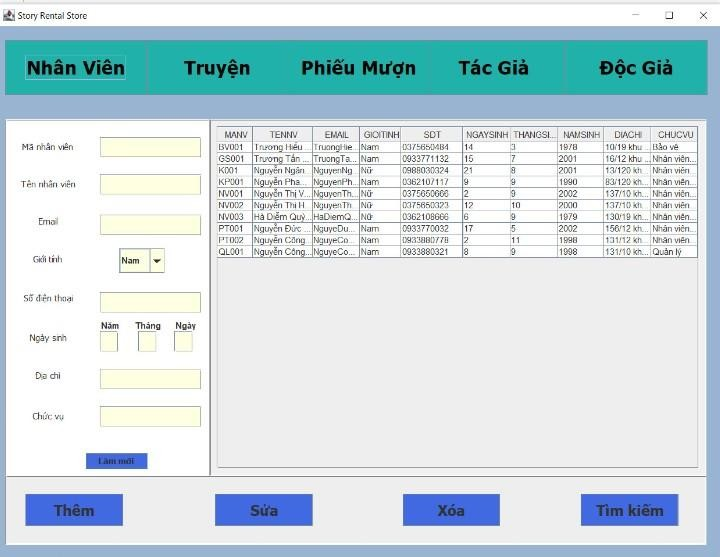 Story Rental Store
Nhân Viên Truyện Phiếu Mượn Tác Giả Độc Giả
Mã nhân viên
Tên nhân viên
Email
Giới tính Nam
Số điện thoại
Năm Tháng Ngày
Ngày sinh
Địa chỉ
Chức vụ
Làm mới
MANV TENNV EMAIL GIOITINH SDT NGAYSINH THANGSI... NAMSINH DIACHI CHUCVU
BV001 Trương Hiếu ... TruongHie... Nam 0375650484 14 3 1978 10/19 khu ... Bảo vệ
GS001 Trương Tấn ... TruongTa... Nam 0933771132 15 7 2001 16/12 khu ... Nhân viên...
K001 Nguyễn Ngân... NguyenNg... Nữ 0988030324 21 8 2001 13/120 kh... Nhân viên...
KP001 Nguyễn Pha... NguyenPh... Nam 0362107117 9 9 1990 83/120 kh... Nhân viên...
NV001 Nguyễn Thị V... NguyenTh... Nữ 0375650666 2 9 2002 137/10 kh... Nhân viên...
NV002 Nguyễn Thị H... NguyenTh... Nữ 0375650323 12 10 2000 137/10 kh... Nhân viên...
NV003 Hà Diễm Quý... HaDiemQ... Nữ 0362108666 6 9 1979 130/19 khu... Nhân viên...
PT001 Nguyễn Đức ... NguyeDu... Nam 0933770032 17 5 2002 156/12 kh... Nhân viên...
PT002 Nguyễn Công... NguyeCo... Nam 0933880778 2 11 1998 131/12 kh... Nhân viên...
QL001 Nguyễn Công... NguyeCo... Nam 0933880321 8 9 1998 131/10 kh... Quản lý
Thêm Sửa Xóa Tìm kiếm